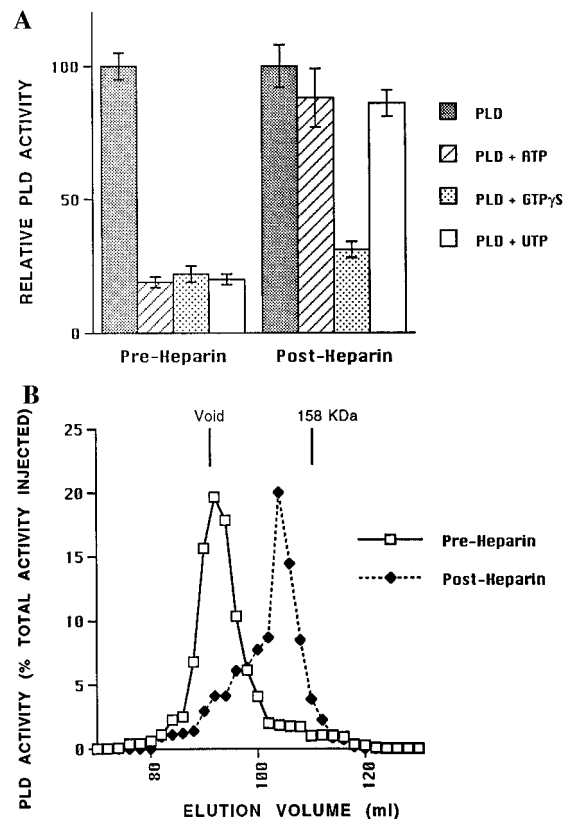 A
RELATIVE PLD ACTIVITY
100
50
0
Pre-Heparin
Post-Heparin
PLD
PLD + ATP
PLD + GTPγS
PLD + UTP
B
PLD ACTIVITY (% TOTAL ACTIVITY INJECTED)
Void
158 KDa
25
20
15
10
5
0
Pre-Heparin
Post-Heparin
80
100
120
ELUTION VOLUME (ml)